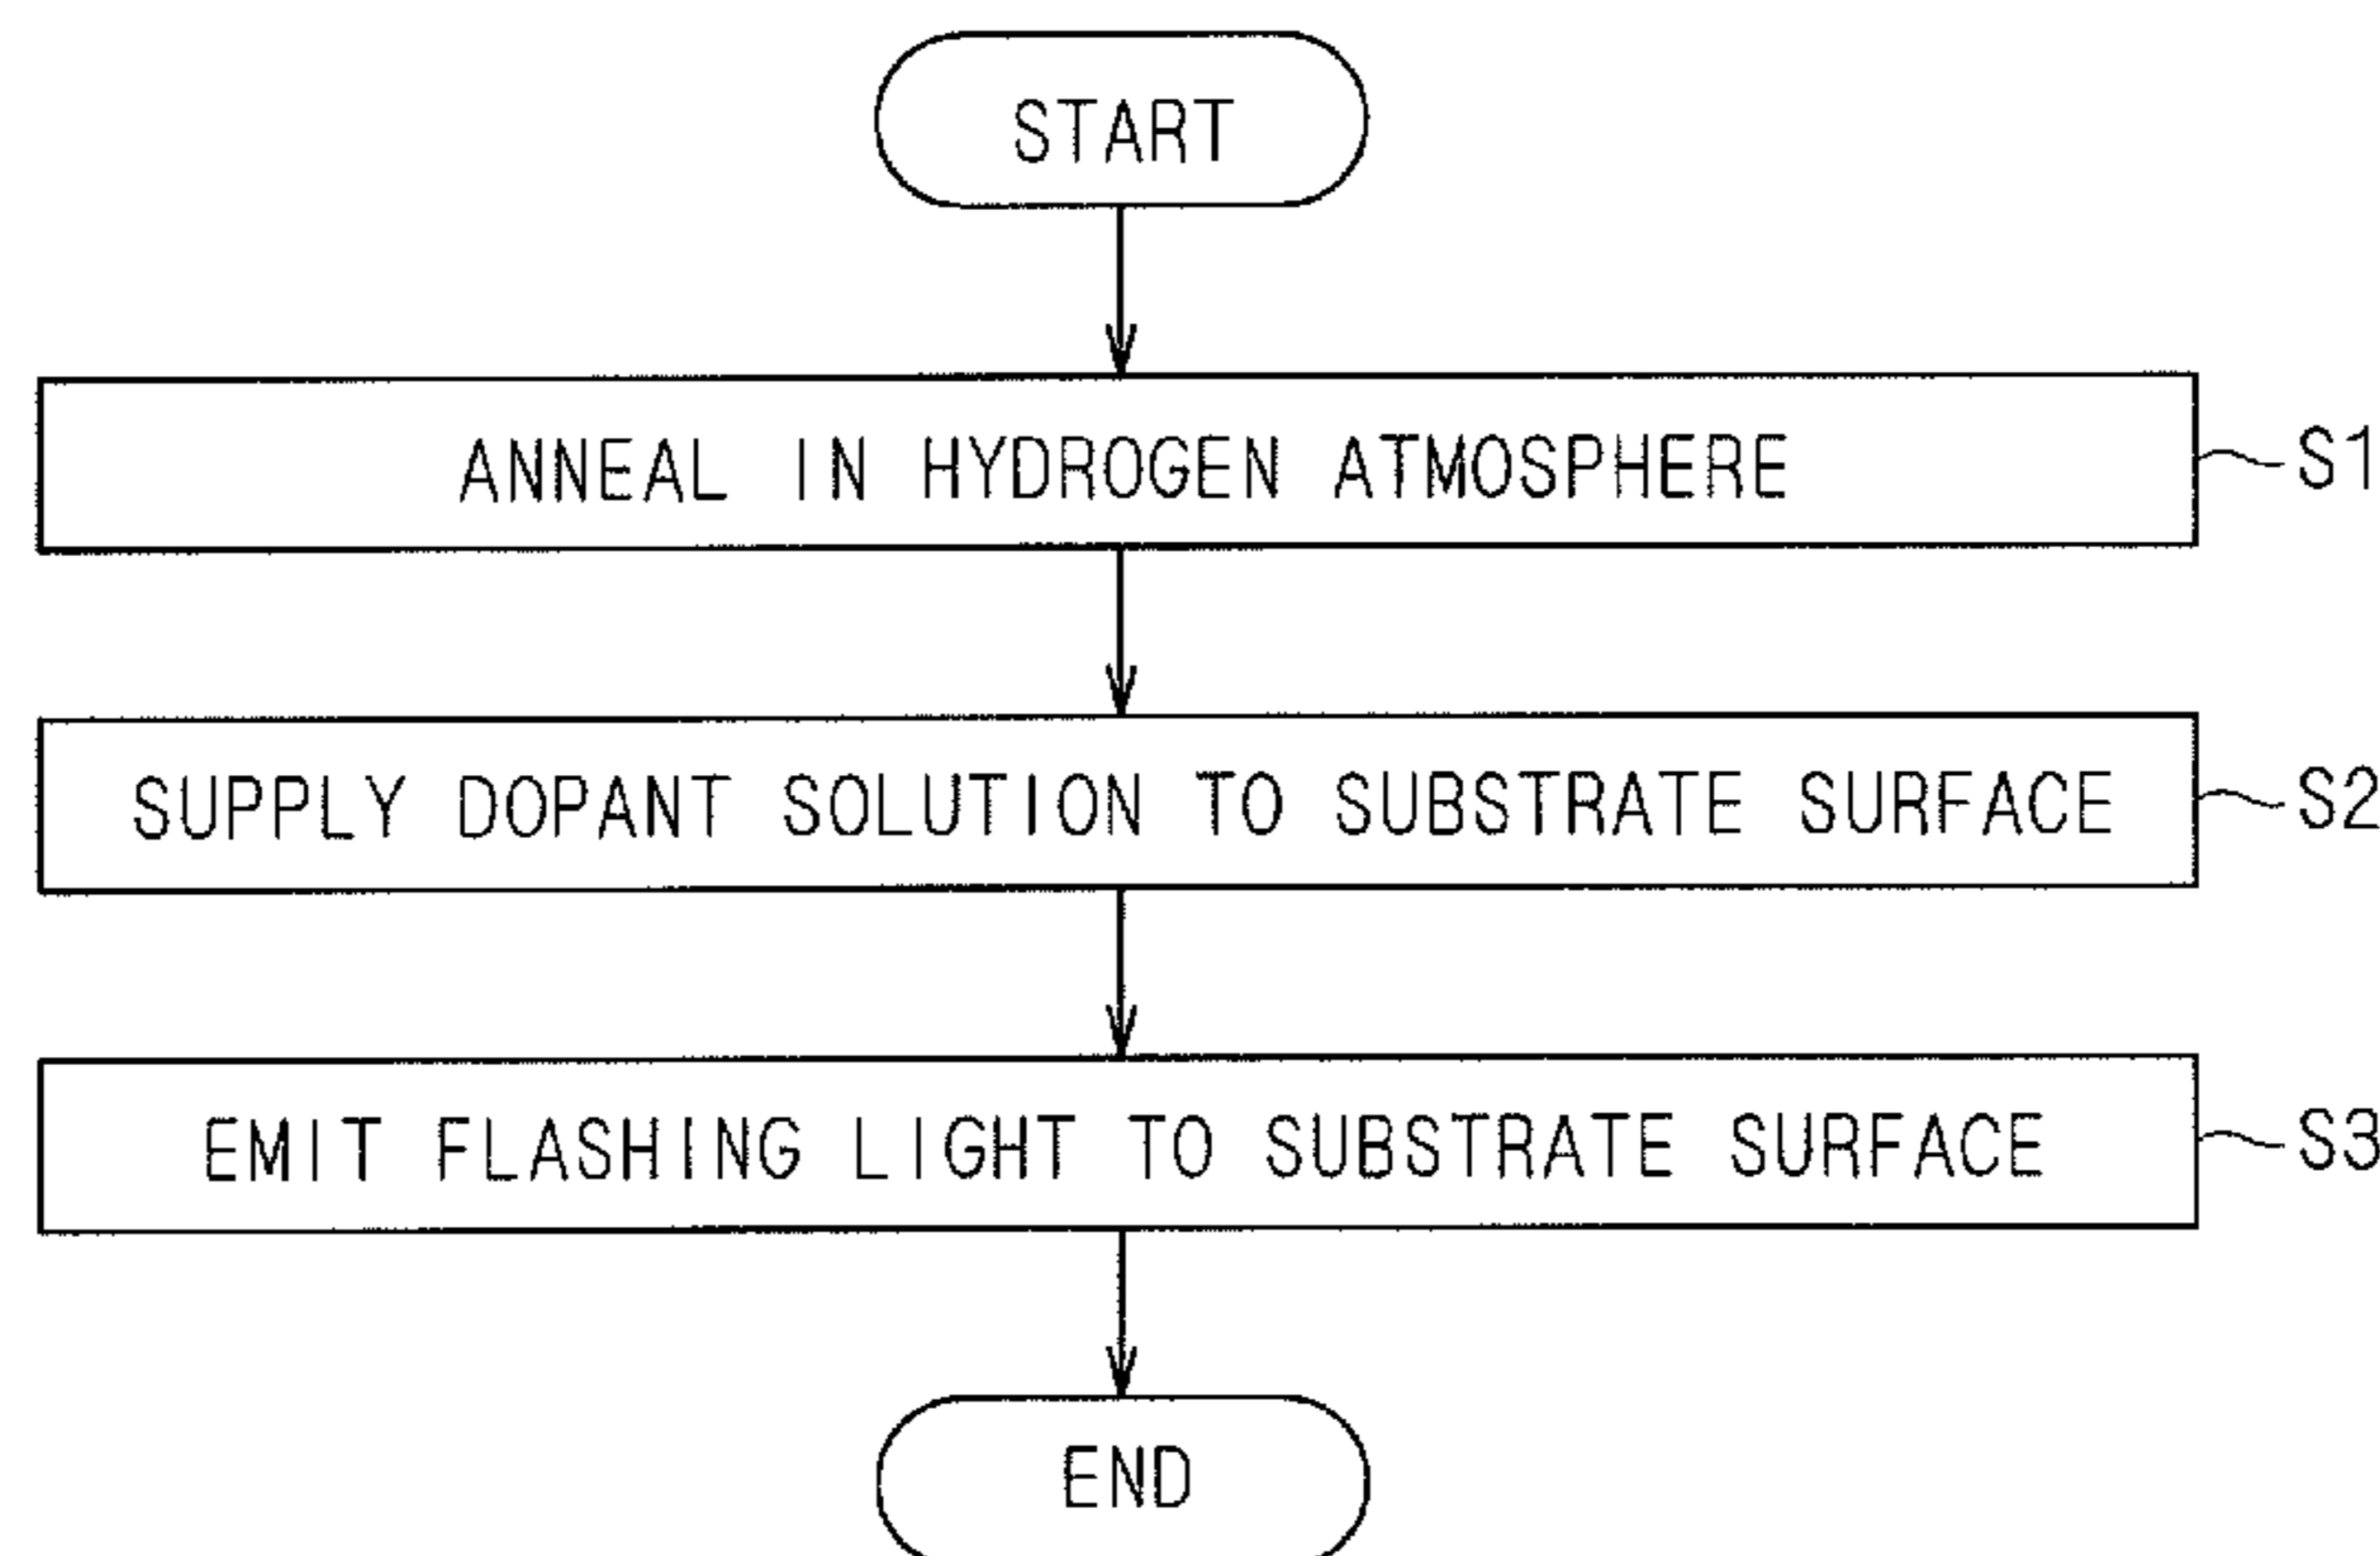 START
ANNEAL IN HYDROGEN ATMOSPHERE
S1
SUPPLY DOPANT SOLUTION TO SUBSTRATE SURFACE
S2
EMIT FLASHING LIGHT TO SUBSTRATE SURFACE
S3
END